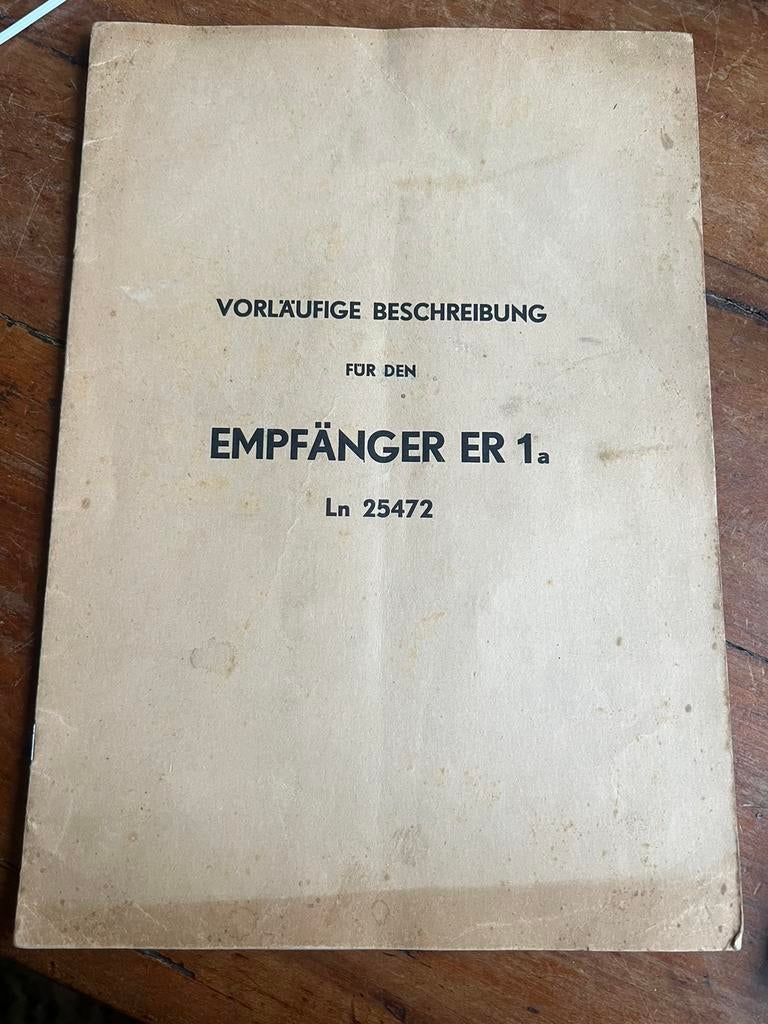 VORLÄUFIGE BESCHREIBUNG
FÜR DEN
EMPFÄNGER ER 1a
Ln 25472